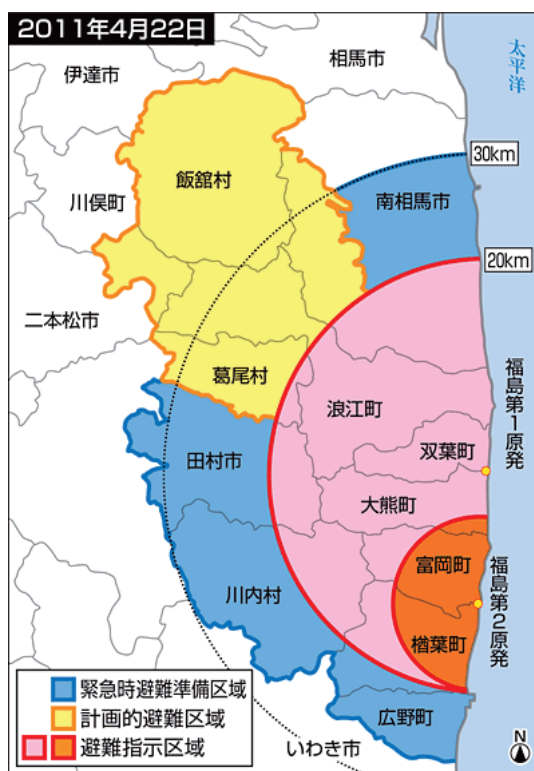 2011年4月22日
伊達市
相馬市
太平洋
30km
飯舘村
川俣町
南相馬市
20km
二本松市
葛尾村
浪江町
福島第1原発
田村市
双葉町
大熊町
川内村
富岡町
福島第2原発
楢葉町
広野町
緊急時避難準備区域
計画的避難区域
避難指示区域
いわき市
N